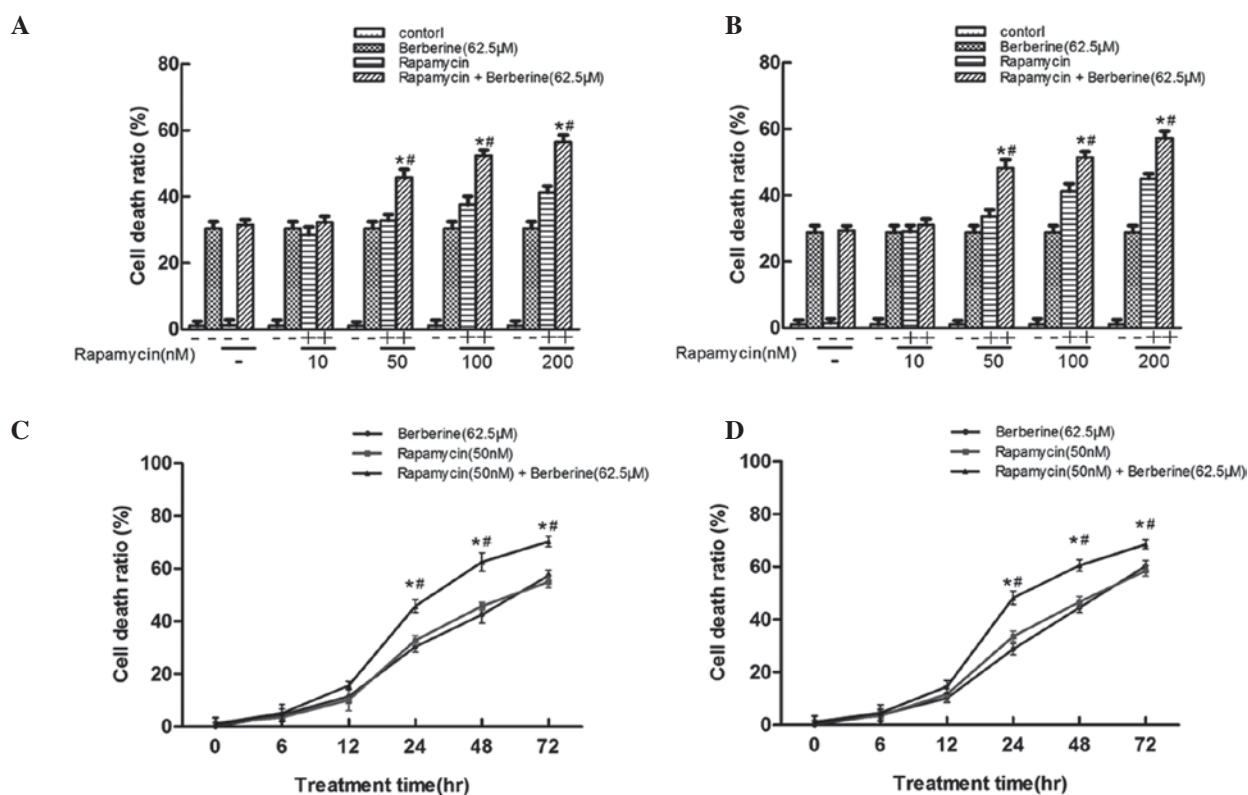 A
contorl
Berberine(62.5µM)
Rapamycin
Rapamycin + Berberine(62.5µM)
Cell death ratio (%)
80
60
40
20
0
*#
*#
*#
- - - - - - + + - - + + - - + + - - + +
Rapamycin(nM)
- 10 50 100 200
B
contorl
Berberine(62.5µM)
Rapamycin
Rapamycin + Berberine(62.5µM)
Cell death ratio (%)
80
60
40
20
0
*#
*#
*#
- - - - - - + + - - + + - - + + - - + +
Rapamycin(nM)
- 10 50 100 200
C
Berberine(62.5µM)
Rapamycin(50nM)
Rapamycin(50nM) + Berberine(62.5µM)
Cell death ratio (%)
100
80
60
40
20
0
*#
*#
*#
0 6 12 24 48 72
Treatment time(hr)
D
Berberine(62.5µM)
Rapamycin(50nM)
Rapamycin(50nM) + Berberine(62.5µM)(
Cell death ratio (%)
100
80
60
40
20
0
*#
*#
*#
0 6 12 24 48 72
Treatment time(hr)